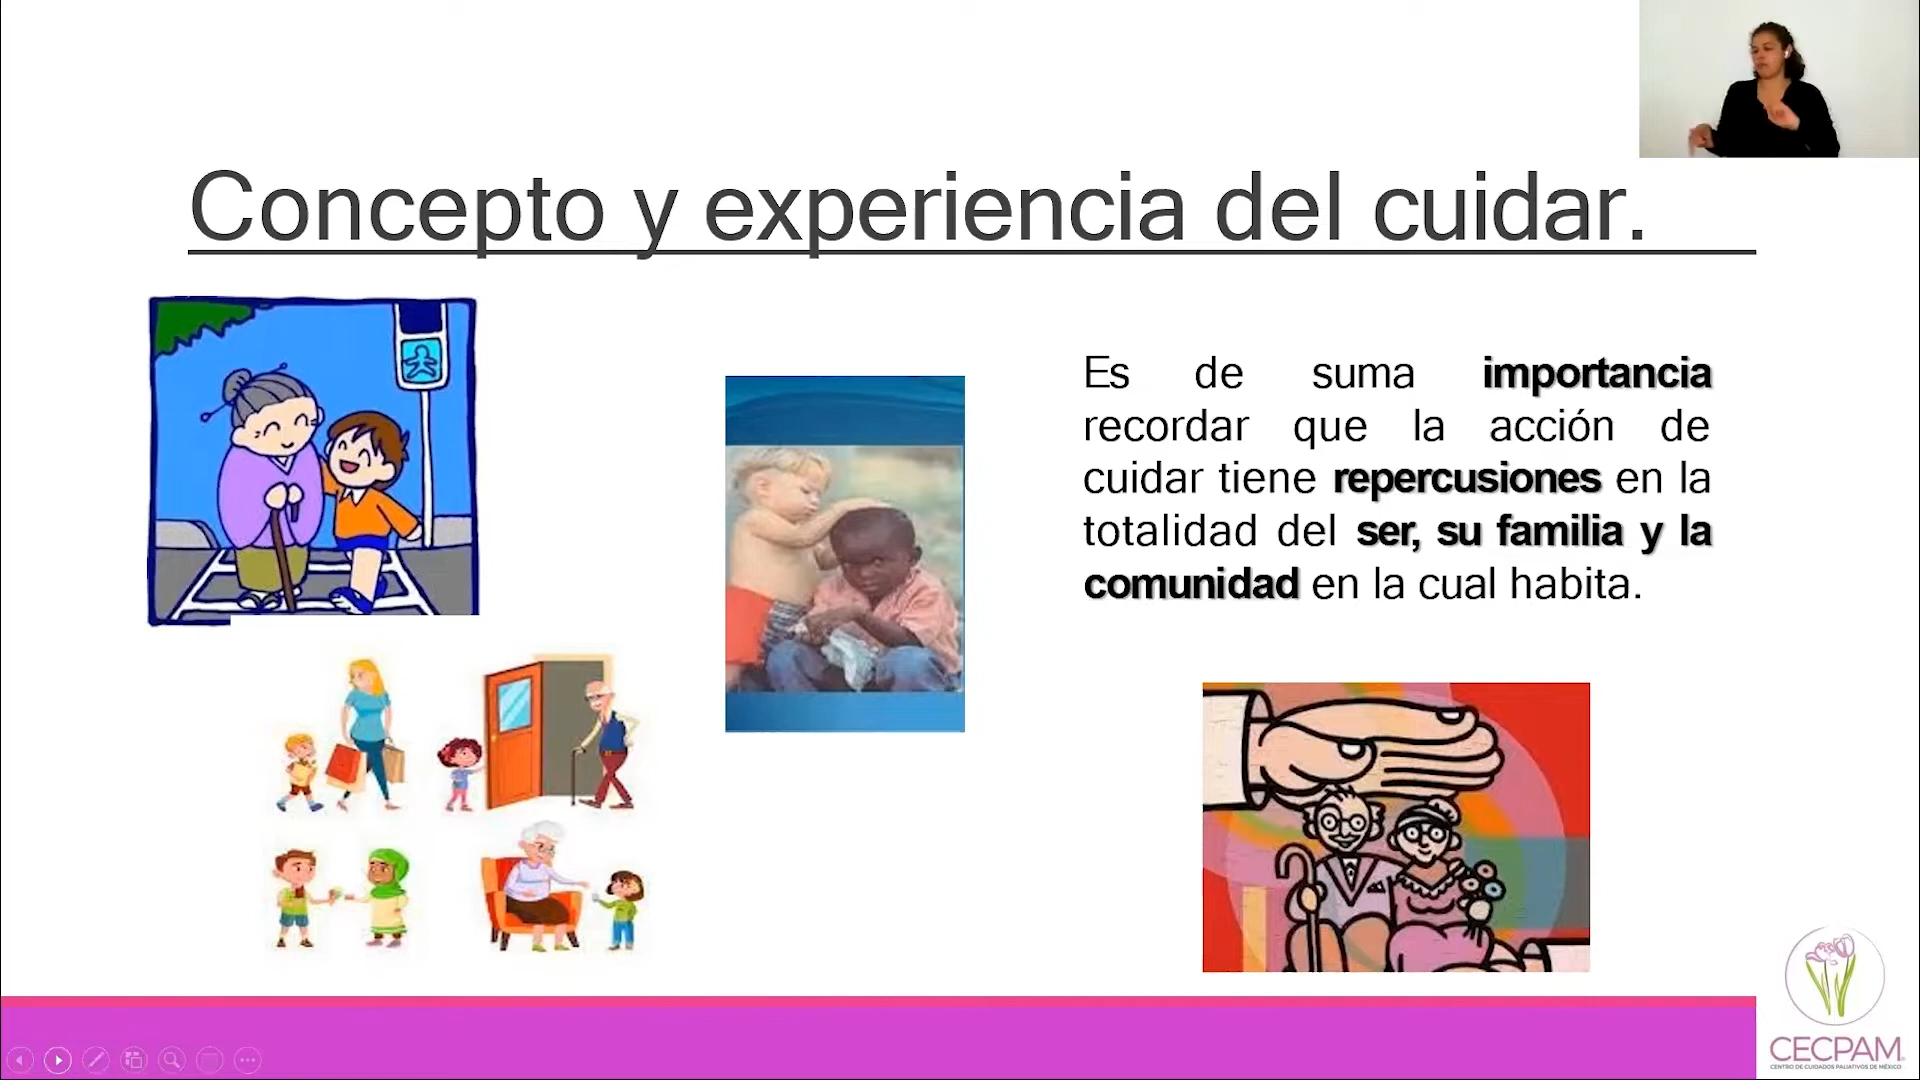 Concepto y experiencia del cuidar.
Es de suma importancia
recordar que la acción de
cuidar tiene repercusiones en la
totalidad del ser, su familia y la
comunidad en la cual habita.
CECPAM
CENTRO DE CUIDADOS PALIATIVOS DE MÉXICO